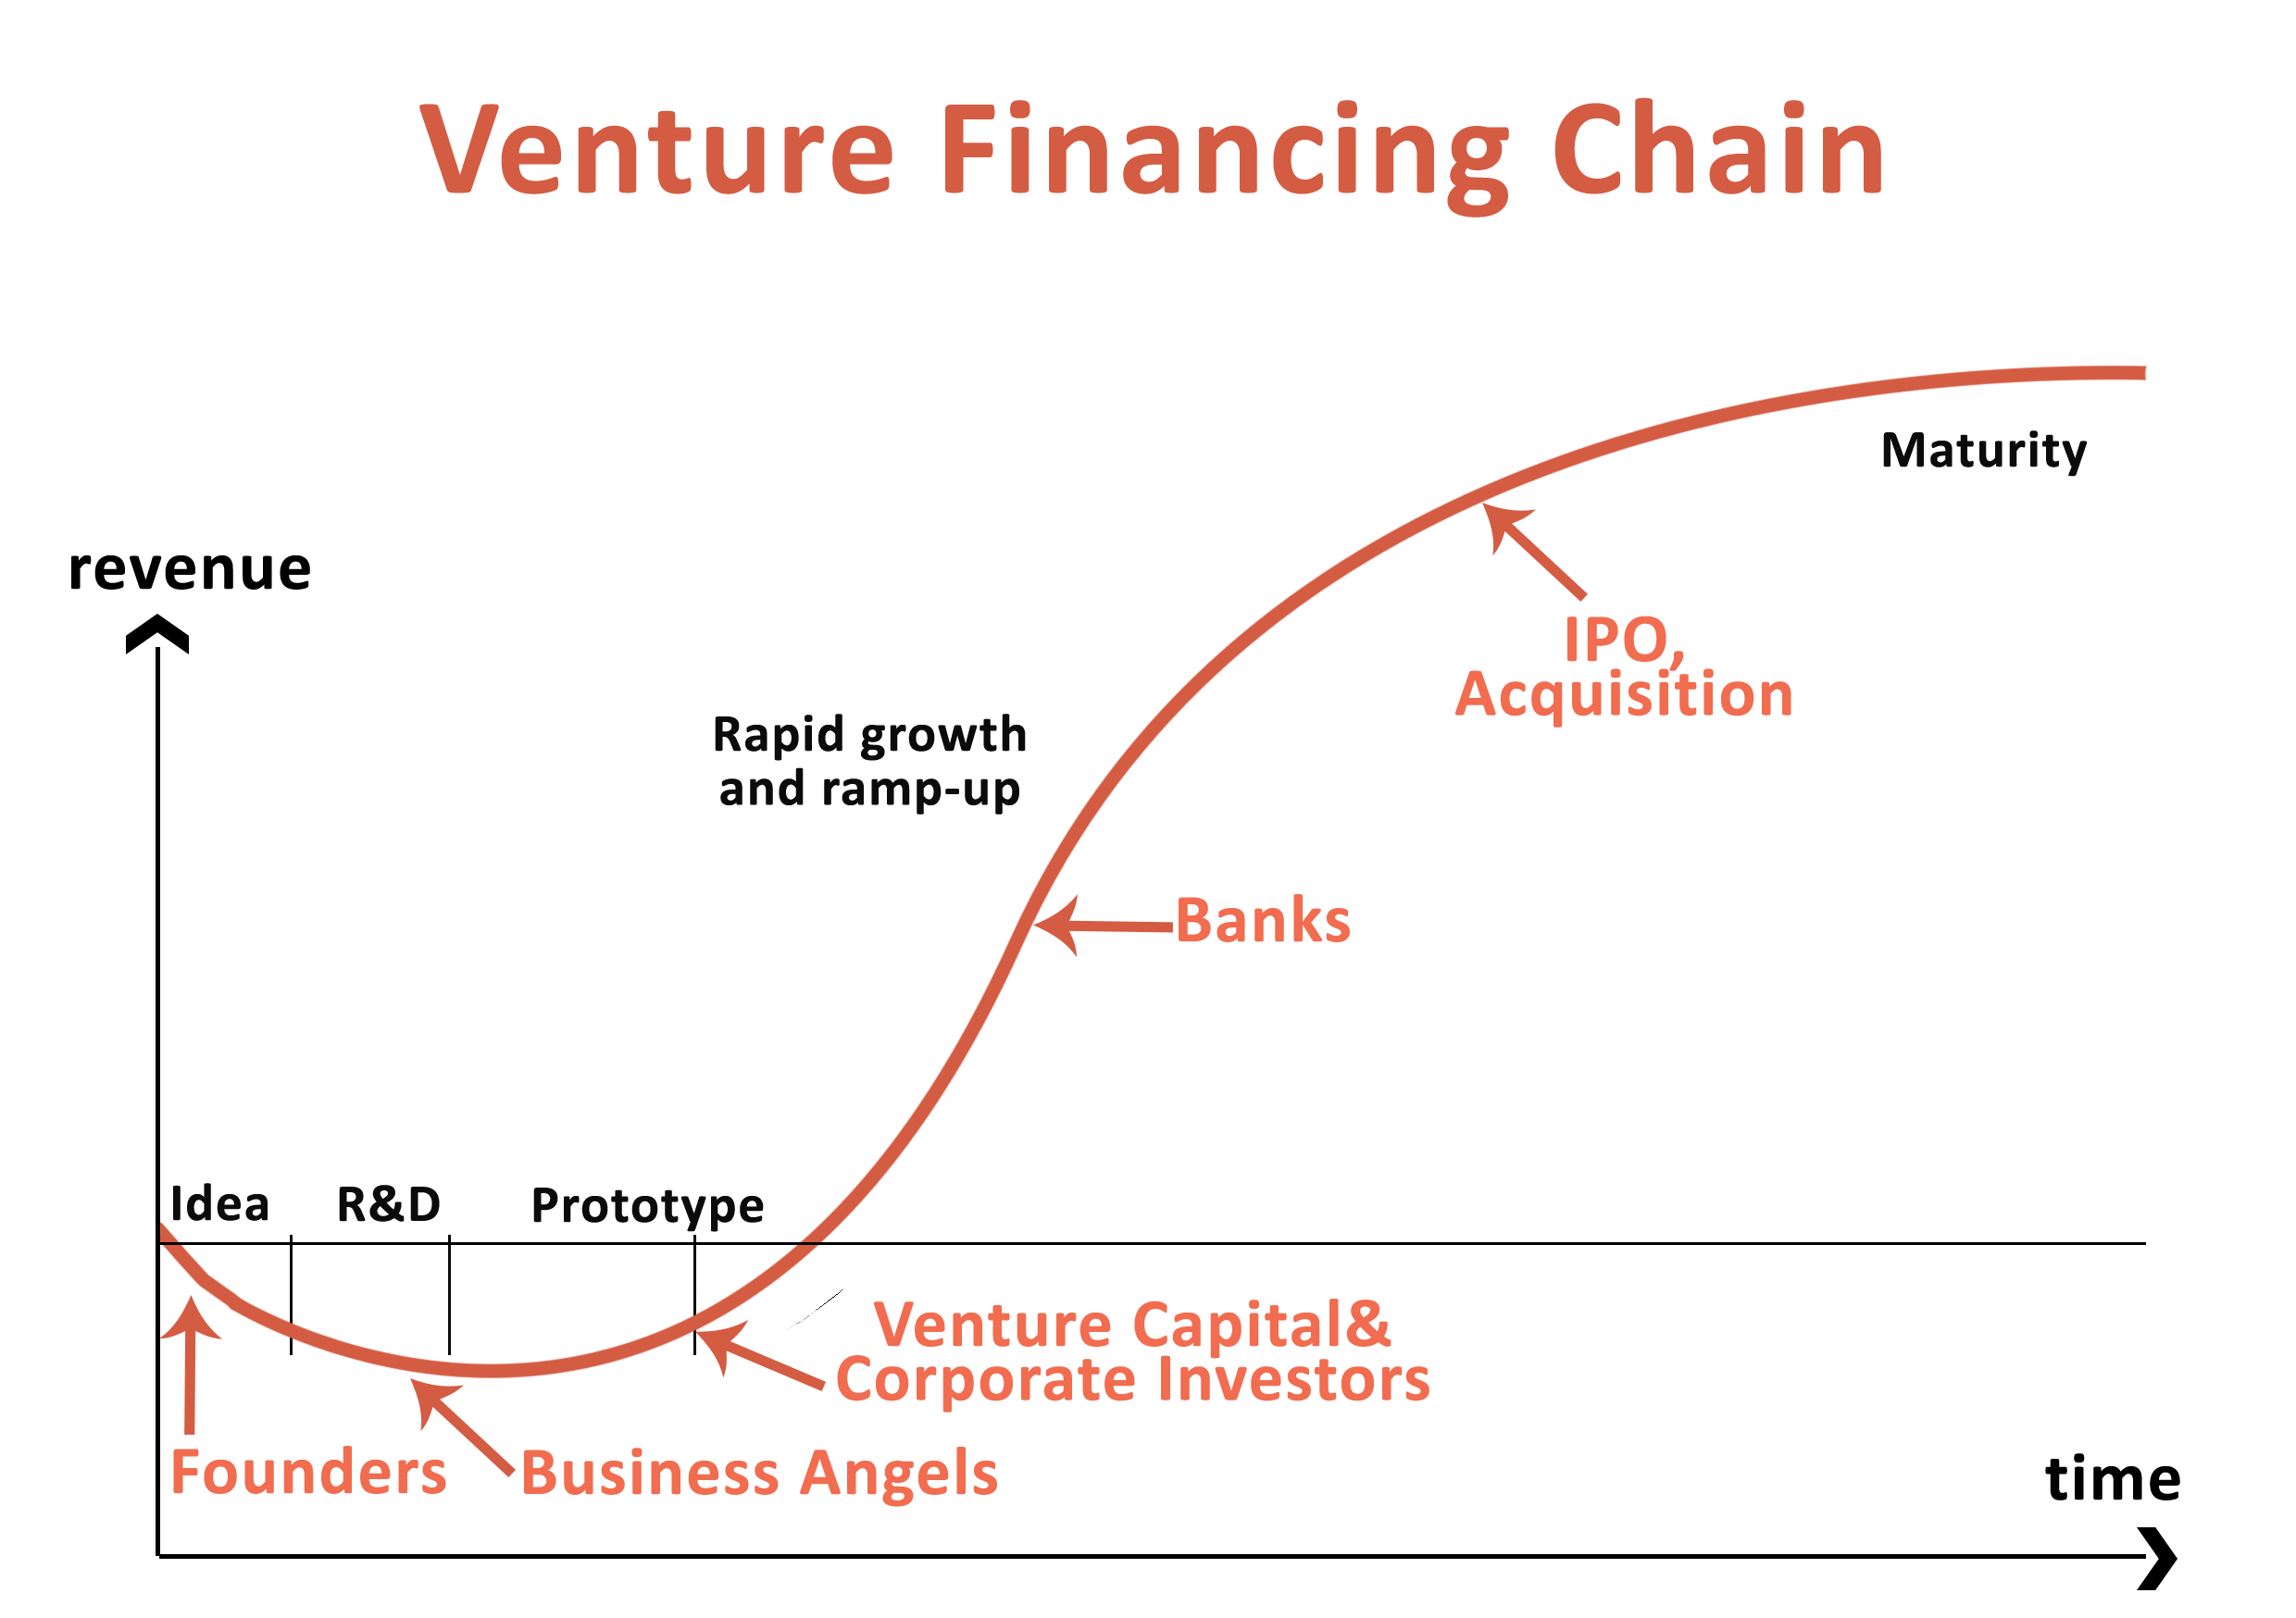 Venture Financing Chain
Maturity
revenue
IPO,
Acquisition
Rapid growth
and ramp-up
Banks
Idea
R&D
Prototype
Venture Capital&
Corporate Investors
Founders
Business Angels
time